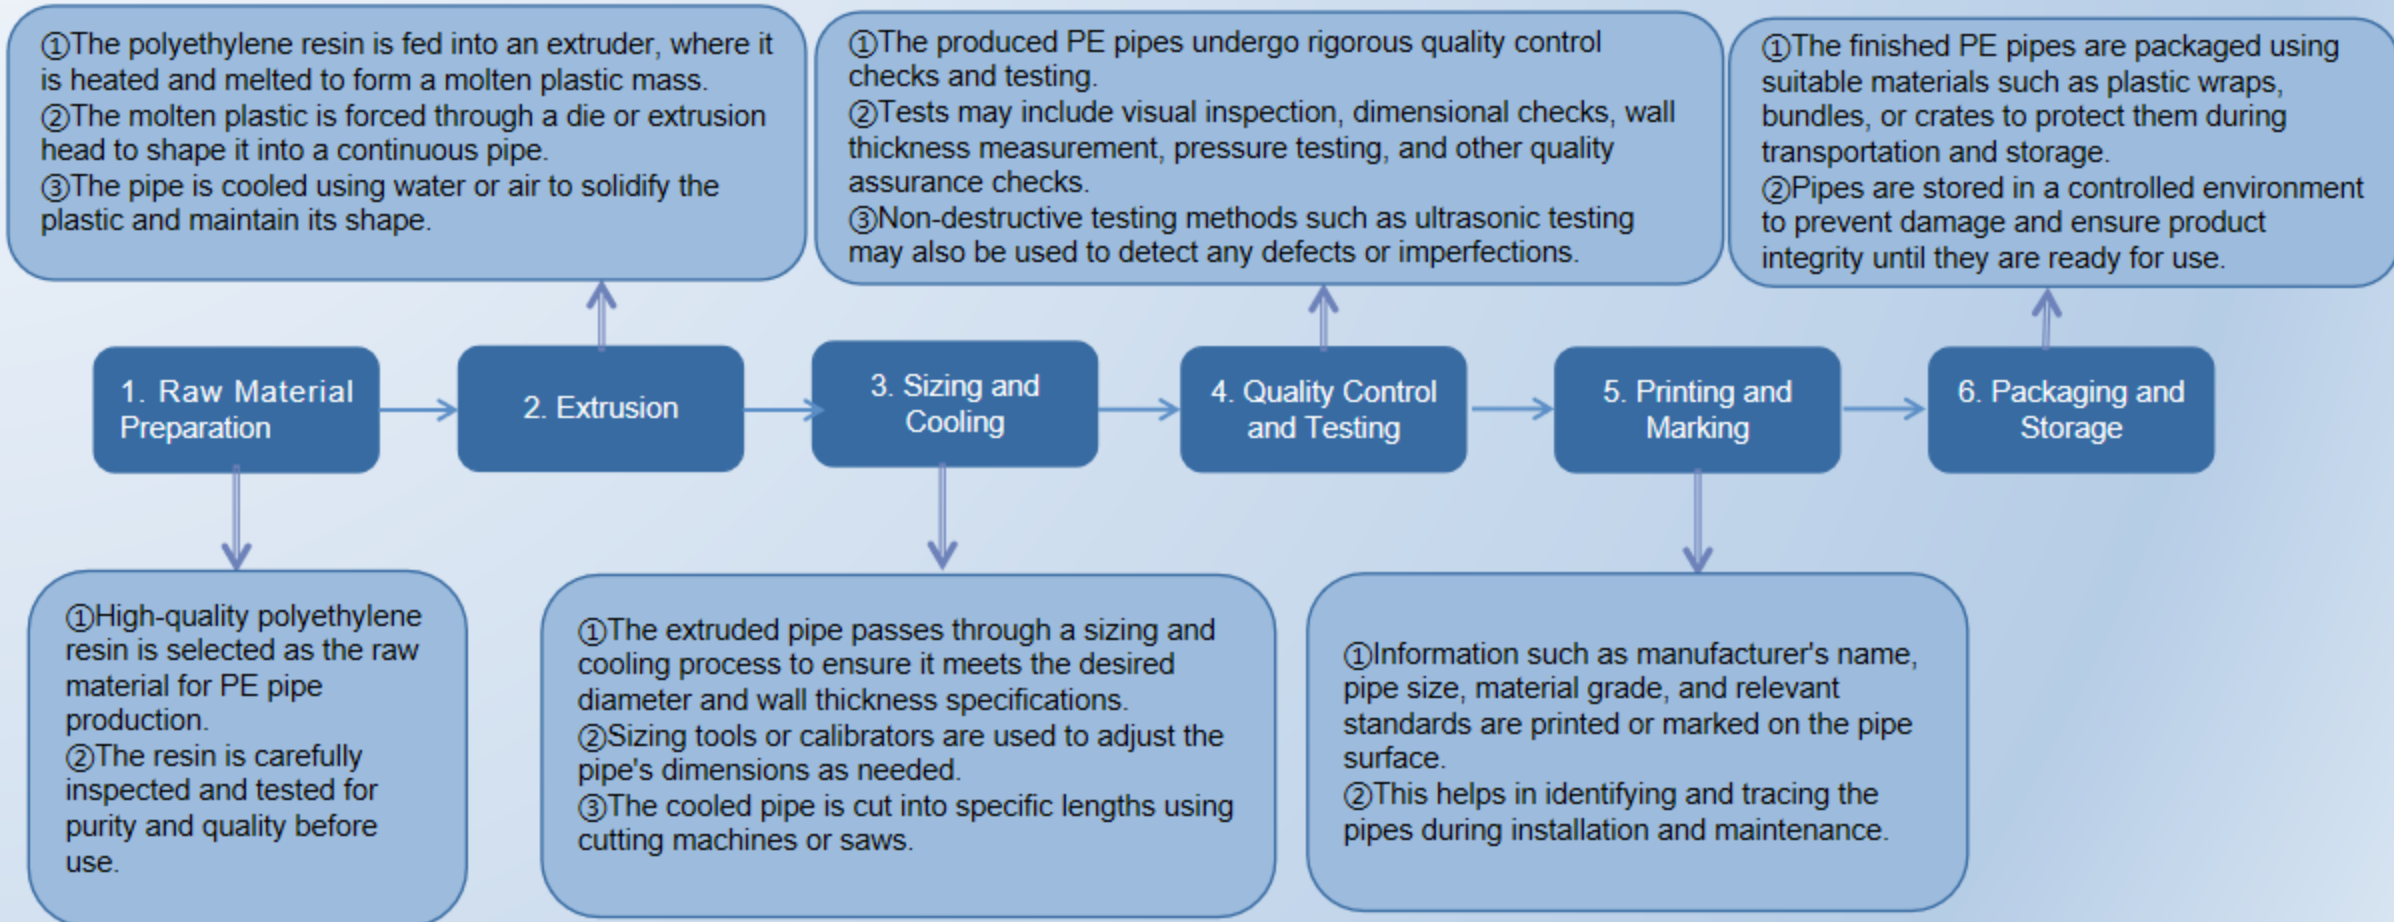 ①The polyethylene resin is fed into an extruder, where it
is heated and melted to form a molten plastic mass.
②The molten plastic is forced through a die or extrusion
head to shape it into a continuous pipe.
③The pipe is cooled using water or air to solidify the
plastic and maintain its shape.
①The produced PE pipes undergo rigorous quality control
checks and testing.
②Tests may include visual inspection, dimensional checks, wall
thickness measurement, pressure testing, and other quality
assurance checks.
③Non-destructive testing methods such as ultrasonic testing
may also be used to detect any defects or imperfections.
①The finished PE pipes are packaged using
suitable materials such as plastic wraps,
bundles, or crates to protect them during
transportation and storage.
②Pipes are stored in a controlled environment
to prevent damage and ensure product
integrity until they are ready for use.
1. Raw Material
Preparation
2. Extrusion
3. Sizing and
Cooling
4. Quality Control
and Testing
5. Printing and
Marking
6. Packaging and
Storage
①High-quality polyethylene
resin is selected as the raw
material for PE pipe
production.
②The resin is carefully
inspected and tested for
purity and quality before
use.
①The extruded pipe passes through a sizing and
cooling process to ensure it meets the desired
diameter and wall thickness specifications.
②Sizing tools or calibrators are used to adjust the
pipe's dimensions as needed.
③The cooled pipe is cut into specific lengths using
cutting machines or saws.
①Information such as manufacturer's name,
pipe size, material grade, and relevant
standards are printed or marked on the pipe
surface.
②This helps in identifying and tracing the
pipes during installation and maintenance.